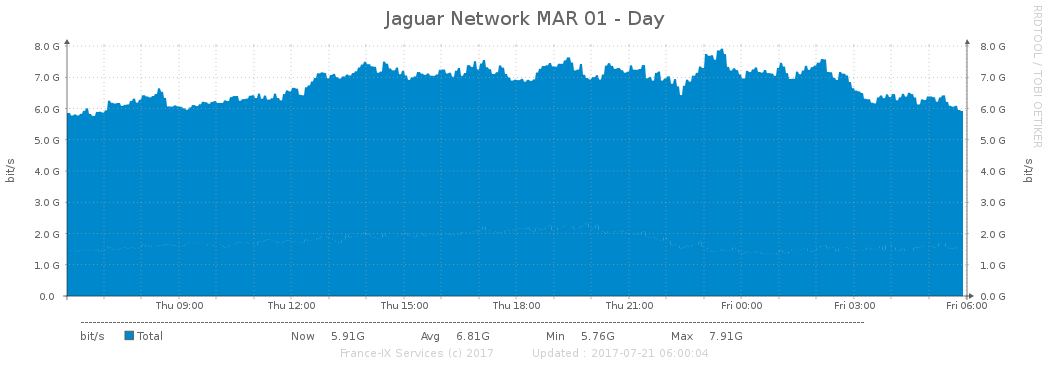 Jaguar Network MAR 01 - Day
RRDTOOL / TOBI OETIKER
bit/s
8.0 G
7.0 G
6.0 G
5.0 G
4.0 G
3.0 G
2.0 G
1.0 G
0.0
8.0 G
7.0 G
6.0 G
5.0 G
4.0 G
3.0 G
2.0 G
1.0 G
0.0 G
bit/s
Thu 09:00 Thu 12:00 Thu 15:00 Thu 18:00 Thu 21:00 Fri 00:00 Fri 03:00 Fri 06:00
bit/s Total Now 5.91G Avg 6.81G Min 5.76G Max 7.91G
France-IX Services (c) 2017 Updated : 2017-07-21 06:00:04